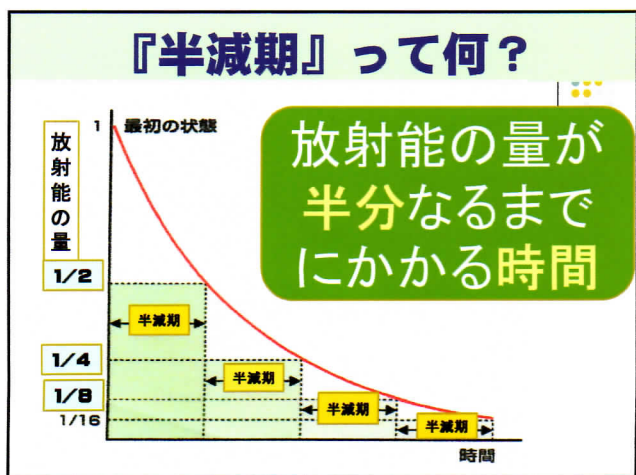 『半減期』って何？
1
最初の状態
放射能の量
放射能の量が
半分なるまで
にかかる時間
1/2
半減期
1/4
半減期
1/8
半減期
1/16
半減期
時間